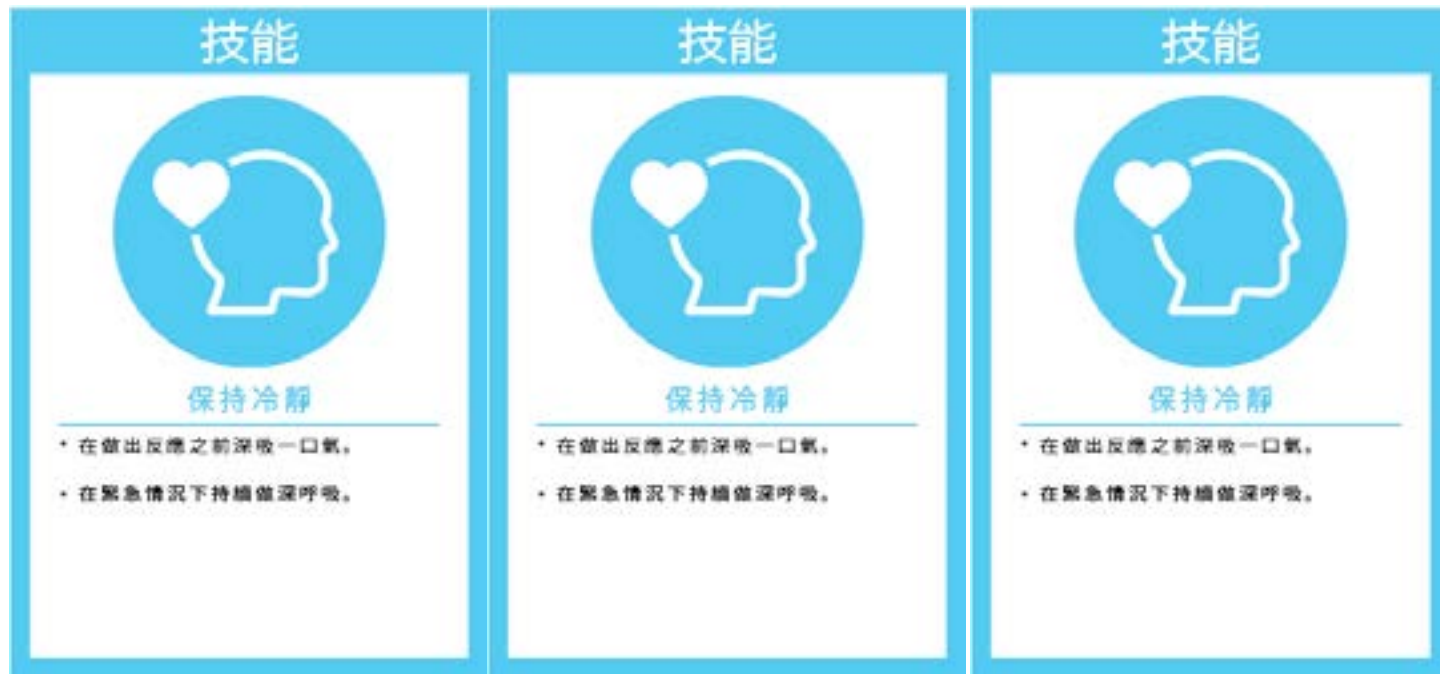 技能
保持冷靜
• 在做出反應之前深吸一口氣。
• 在緊急情況下持續做深呼吸。
技能
保持冷靜
• 在做出反應之前深吸一口氣。
• 在緊急情況下持續做深呼吸。
技能
保持冷靜
• 在做出反應之前深吸一口氣。
• 在緊急情況下持續做深呼吸。